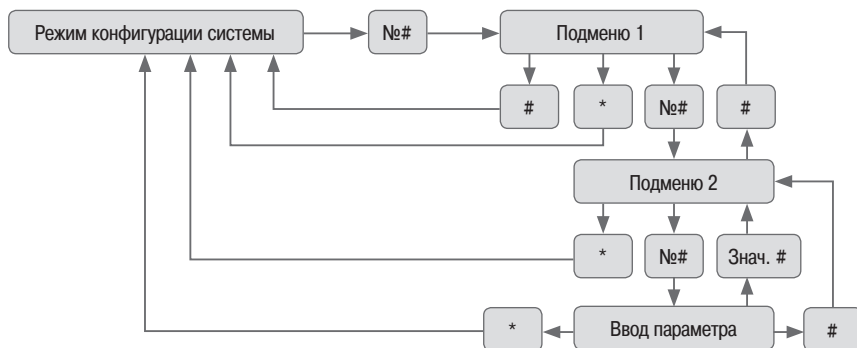 Режим конфигурации системы
№#
Подменю 1
#
*
№#
#
Подменю 2
*
№#
Знач. #
*
Ввод параметра
#